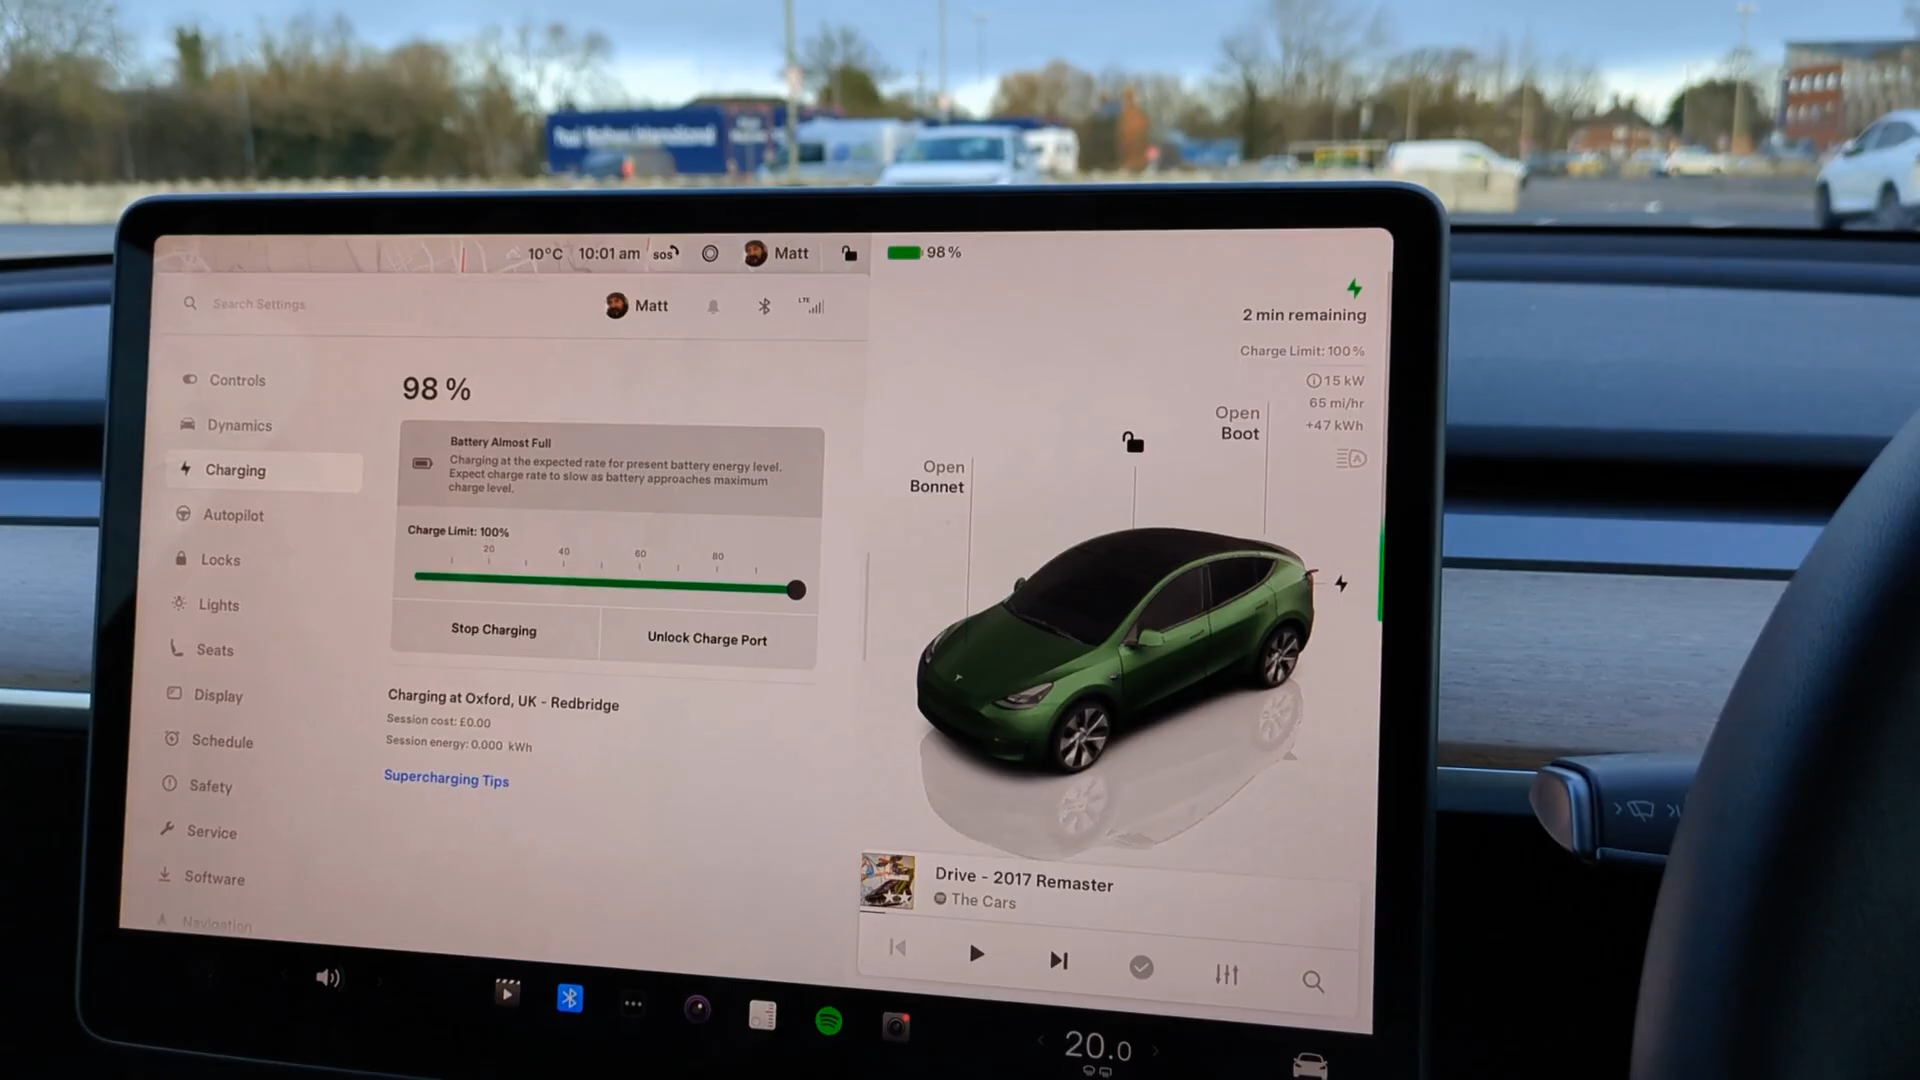 10°C 10:01 am sos Matt
98%
Search Settings
Matt
LTE
Controls
Dynamics
Charging
Autopilot
Locks
Lights
Seats
Display
Schedule
Safety
Service
Software
Navigation
98 %
Battery Almost Full
Charging at the expected rate for present battery energy level.
Expect charge rate to slow as battery approaches maximum
charge level.
Charge Limit: 100%
20 40 60 80
Stop Charging
Unlock Charge Port
Charging at Oxford, UK - Redbridge
Session cost: £0.00
Session energy: 0.000 kWh
Supercharging Tips
2 min remaining
Charge Limit: 100%
15 kW
65 mi/hr
+47 kWh
Open
Boot
Open
Bonnet
Drive - 2017 Remaster
The Cars
20.0